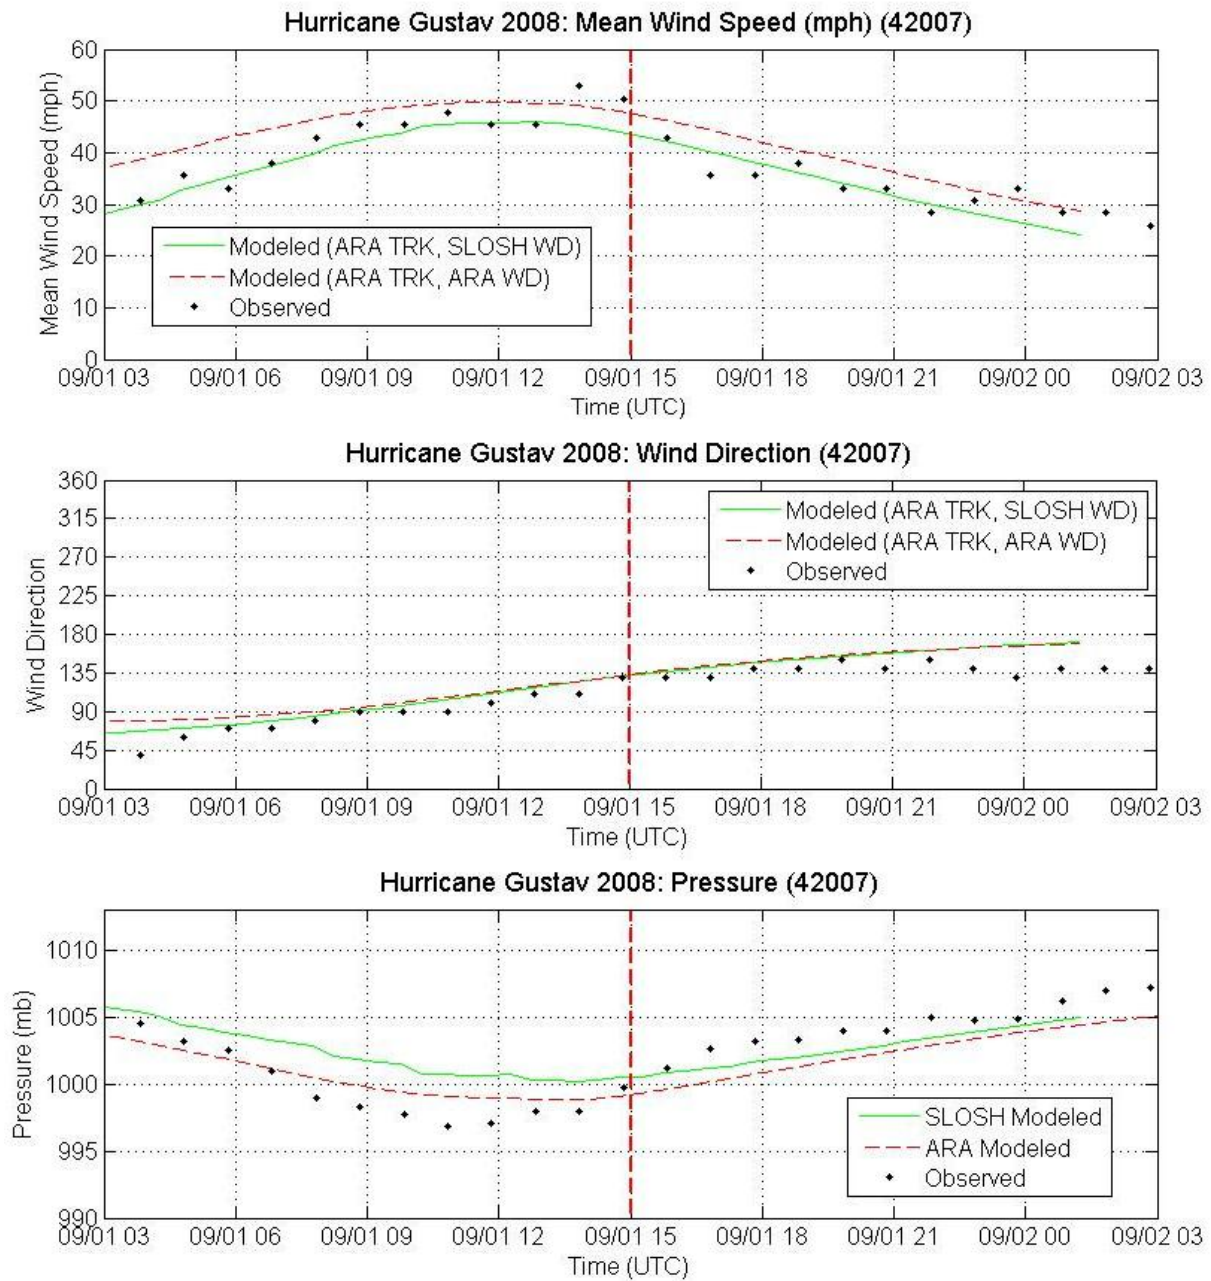 Hurricane Gustav 2008: Mean Wind Speed (mph) (42007)
60
50
40
30
20
10
0
Mean Wind Speed (mph)
Modeled (ARA TRK, SLOSH WD)
Modeled (ARA TRK, ARA WD)
Observed
09/01 03 09/01 06 09/01 09 09/01 12 09/01 15 09/01 18 09/01 21 09/02 00 09/02 03
Time (UTC)
Hurricane Gustav 2008: Wind Direction (42007)
360
315
270
225
180
135
90
45
0
Wind Direction
Modeled (ARA TRK, SLOSH WD)
Modeled (ARA TRK, ARA WD)
Observed
09/01 03 09/01 06 09/01 09 09/01 12 09/01 15 09/01 18 09/01 21 09/02 00 09/02 03
Time (UTC)
Hurricane Gustav 2008: Pressure (42007)
1010
1005
1000
995
990
Pressure (mb)
SLOSH Modeled
ARA Modeled
Observed
09/01 03 09/01 06 09/01 09 09/01 12 09/01 15 09/01 18 09/01 21 09/02 00 09/02 03
Time (UTC)